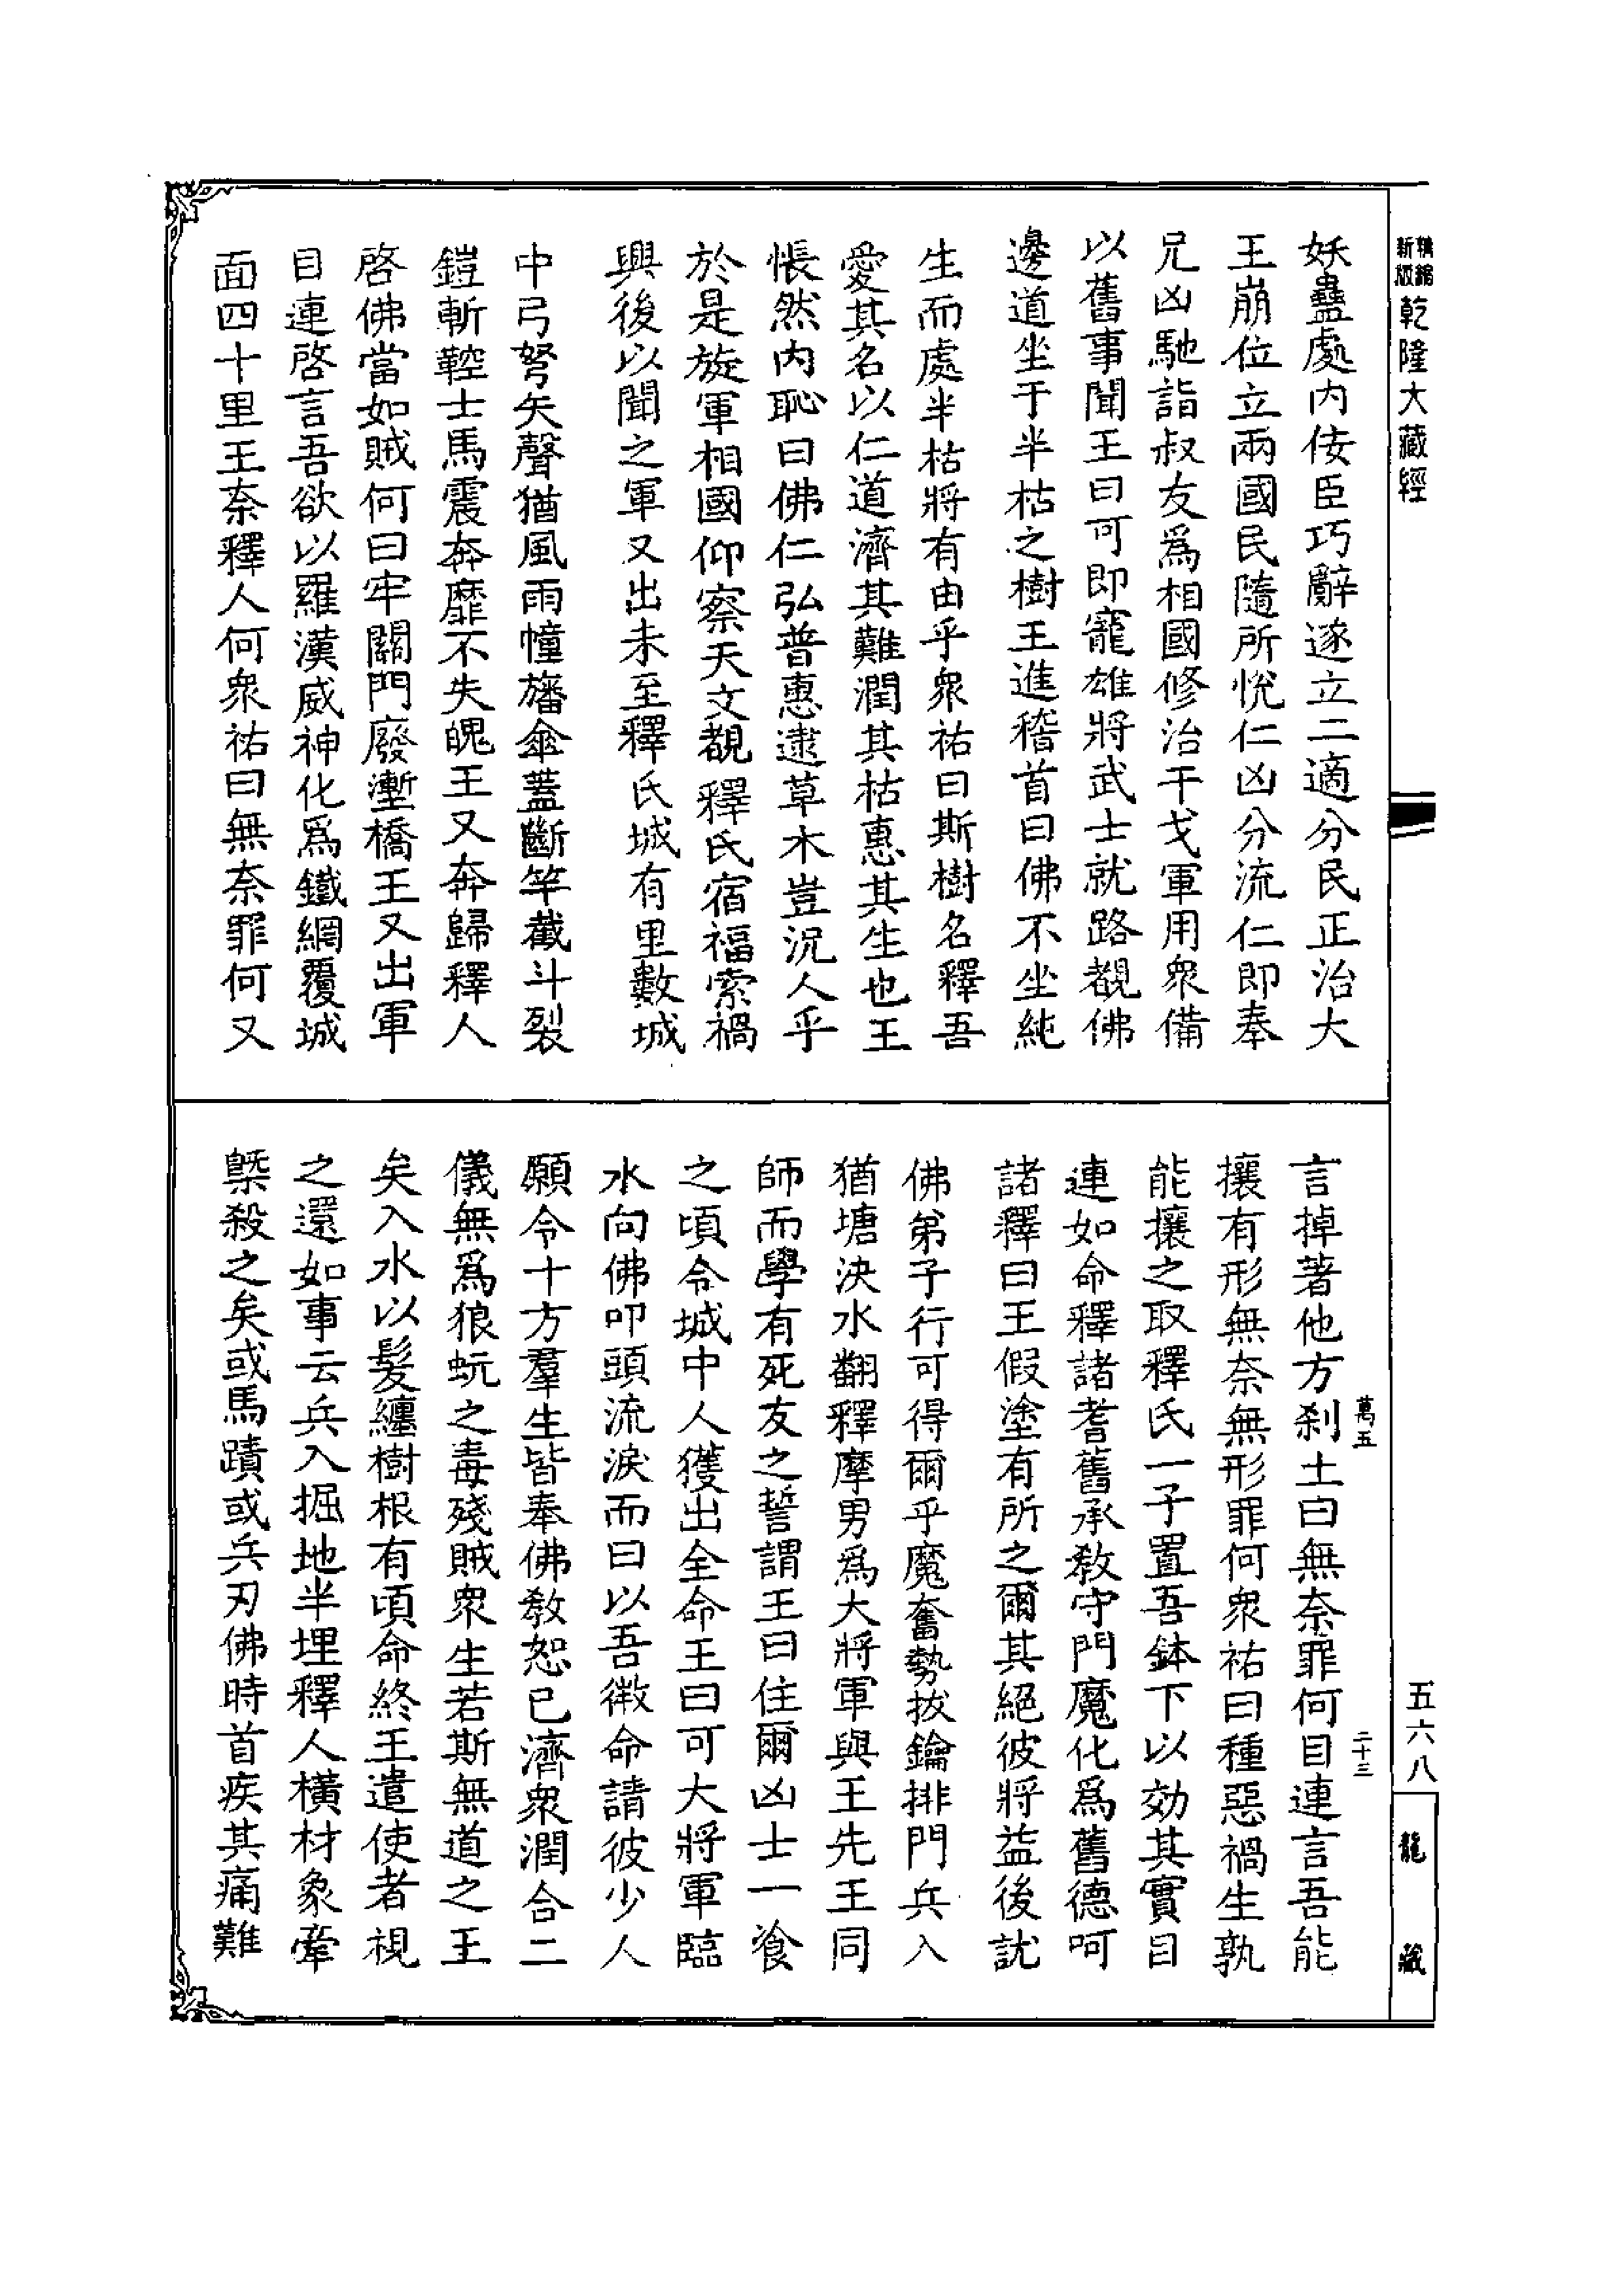 新編縮版乾隆大藏經
妖蠱處内侫臣巧辭遂立二適分民正治大
王崩位立兩國民隨所悅仁凶分流仁即奉
兄凶馳詣叔友爲相國修治干戈軍用衆備
以舊事聞王曰可即寵雄將武士就路覩佛
邊道坐于半枯之樹王進稽首曰佛不坐純
生而處半枯將有由乎衆祐曰斯樹名釋吾
愛其名以仁道濟其難潤其枯惠其生也王
悵然内恥曰佛仁弘普惠逮草木豈況人乎
於是旋軍相國仰察天文覩釋氏宿福索禍
興後以聞之軍又出未至釋氏城有里數城
中弓弩矢聲猶風雨幢旛傘蓋斷竿截斗裂
鎧斬鞚士馬震奔靡不失魄王又奔歸釋人
啓佛當如賊何曰牢關門廢壍橋王又出軍
目連啓言吾欲以羅漢威神化爲鐵網覆城
面四十里王奈釋人何衆祐曰無奈罪何又
萬五
二十三
言掉著他方刹土曰無奈罪何目連言吾能
攘有形無奈無形罪何衆祐曰種惡禍生孰
能攘之取釋氏一子置吾鉢下以効其實目
連如命釋諸耆舊承教守門魔化爲舊德呵
諸釋曰王假塗有所之爾其絕彼將益後訧
佛弟子行可得爾乎魔奮勢拔鑰排門兵入
猶塘決水翻釋摩男爲大將軍與王先王同
師而學有死友之誓謂王曰住爾凶士一飡
之頃令城中人獲出全命王曰可大將軍臨
水向佛叩頭流淚而曰以吾微命請彼少人
願令十方羣生皆奉佛教恕已濟衆潤合二
儀無爲狼蚖之毒殘賊衆生若斯無道之王
矣入水以髮纏樹根有頃命終王遣使者視
之還如事云兵入掘地半埋釋人橫材象牽
槩殺之矣或馬蹟或兵刃佛時首疾其痛難
五六八
龍藏